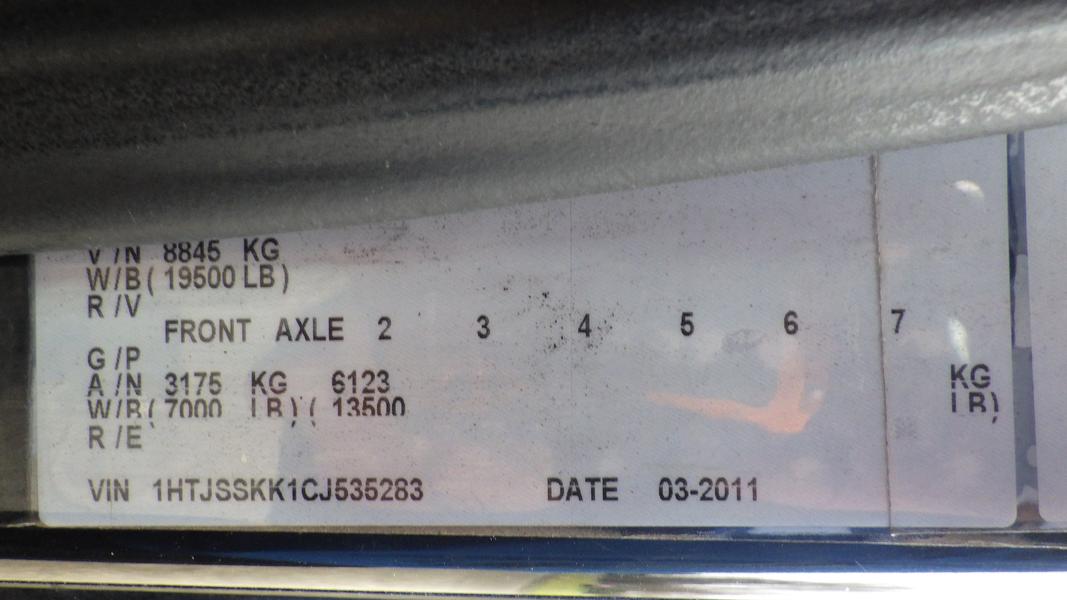 V/N 8845 KG
W/B ( 19500 LB )
R /V
FRONT AXLE 2 3 4 5 6 7
G /P
A /N 3175 KG 6123 KG
W/B ( 7000 LB ) ( 13500 LB)
R /E
VIN 1HTJSSKK1CJ535283 DATE 03-2011